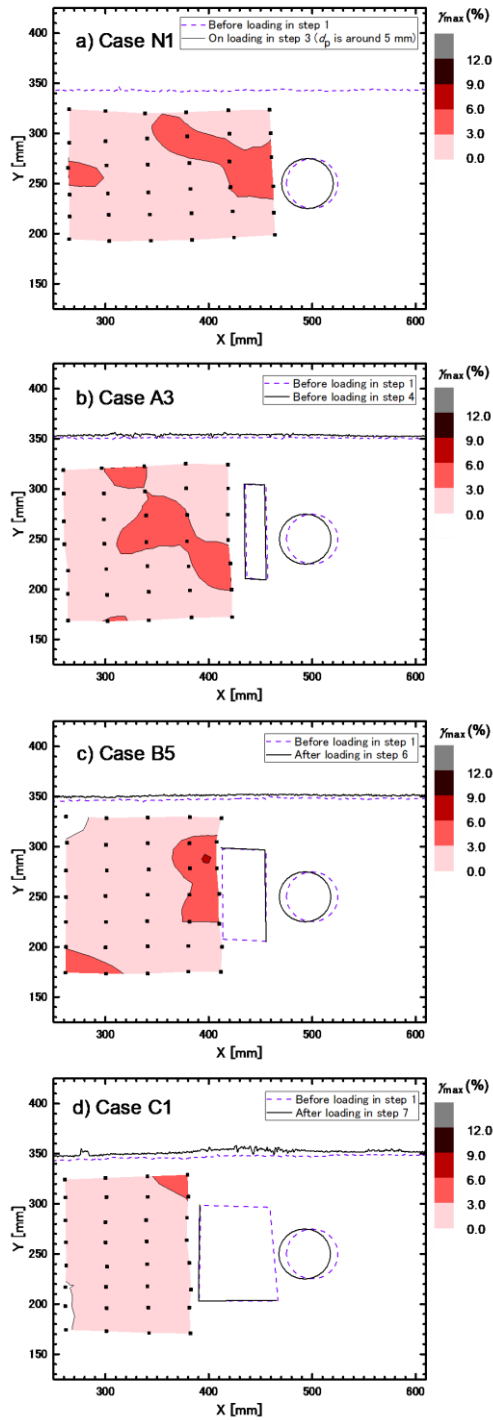 γmax(%)
a) Case N1
Before loading in step 1
On loading in step 3 (dp is around 5 mm)
12.0
9.0
6.0
3.0
0.0
400
350
300
250
200
150
Y [mm]
300
400
500
600
X [mm]
γmax(%)
b) Case A3
Before loading in step 1
Before loading in step 4
12.0
9.0
6.0
3.0
0.0
400
350
300
250
200
150
Y [mm]
300
400
500
600
X [mm]
γmax(%)
c) Case B5
Before loading in step 1
After loading in step 6
12.0
9.0
6.0
3.0
0.0
400
350
300
250
200
150
Y [mm]
300
400
500
600
X [mm]
γmax(%)
d) Case C1
Before loading in step 1
After loading in step 7
12.0
9.0
6.0
3.0
0.0
400
350
300
250
200
150
Y [mm]
300
400
500
600
X [mm]